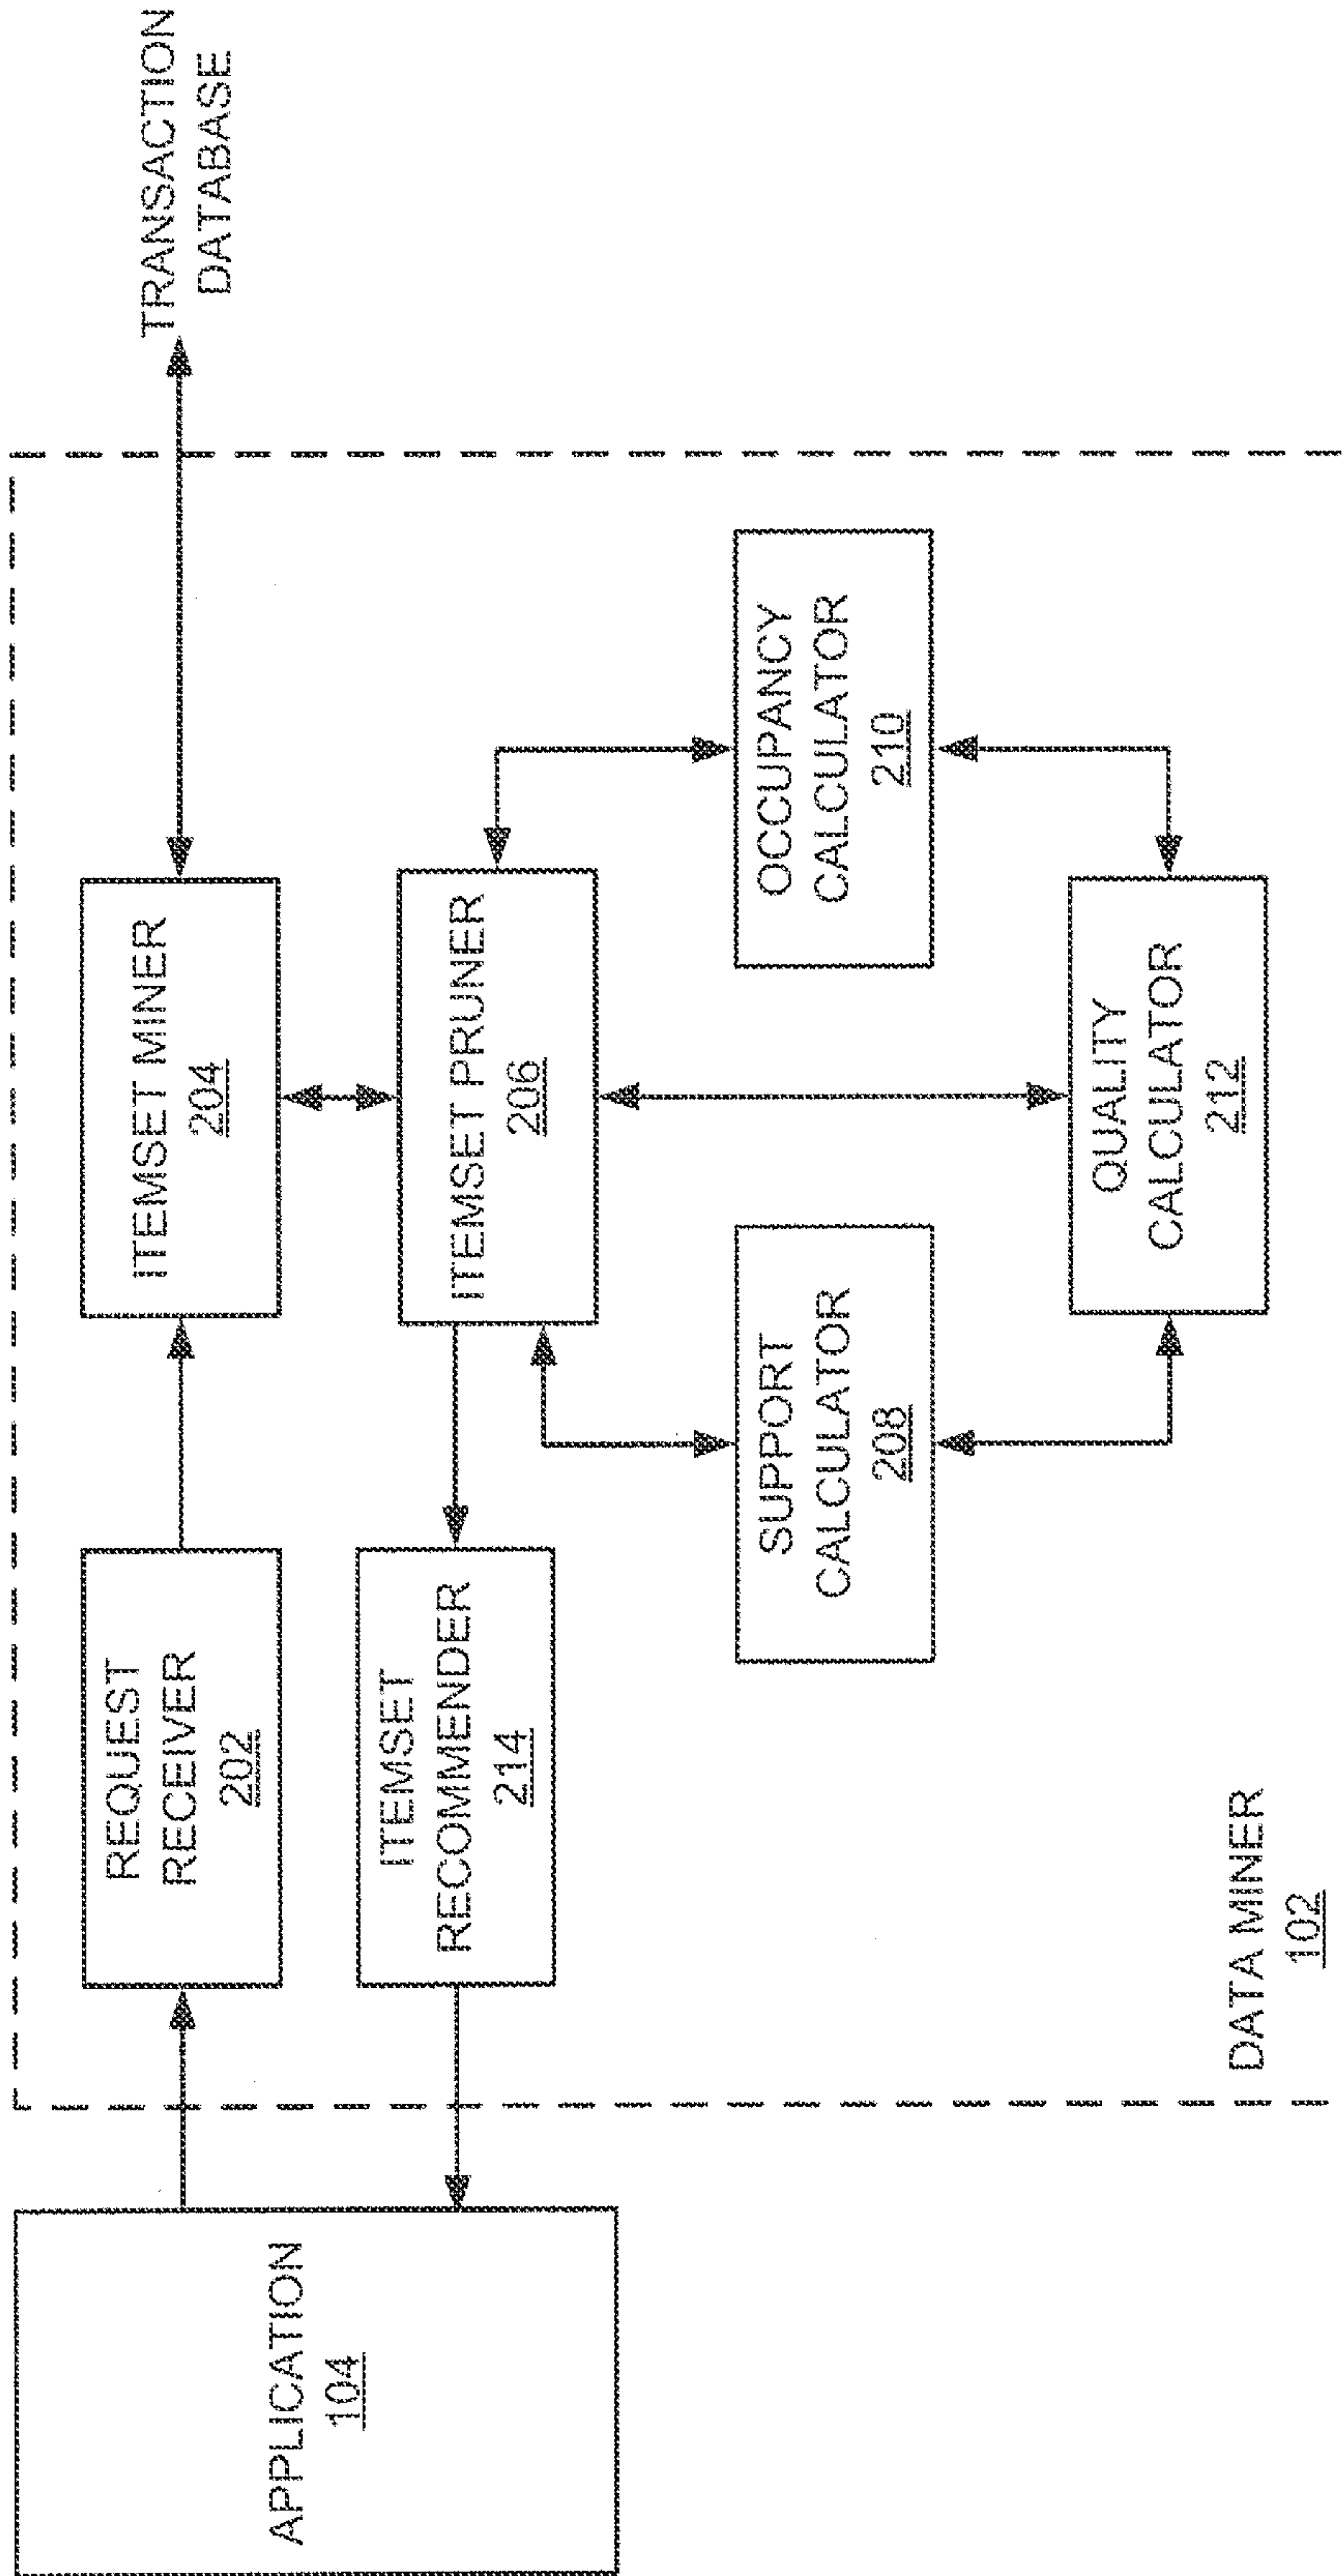 APPLICATION
104
REQUEST
RECEIVER
202
ITEMSET MINER
204
TRANSACTION
DATABASE
ITEMSET
RECOMMENDER
214
ITEMSET PRUNER
206
SUPPORT
CALCULATOR
208
OCCUPANCY
CALCULATOR
210
QUALITY
CALCULATOR
212
DATA MINER
102